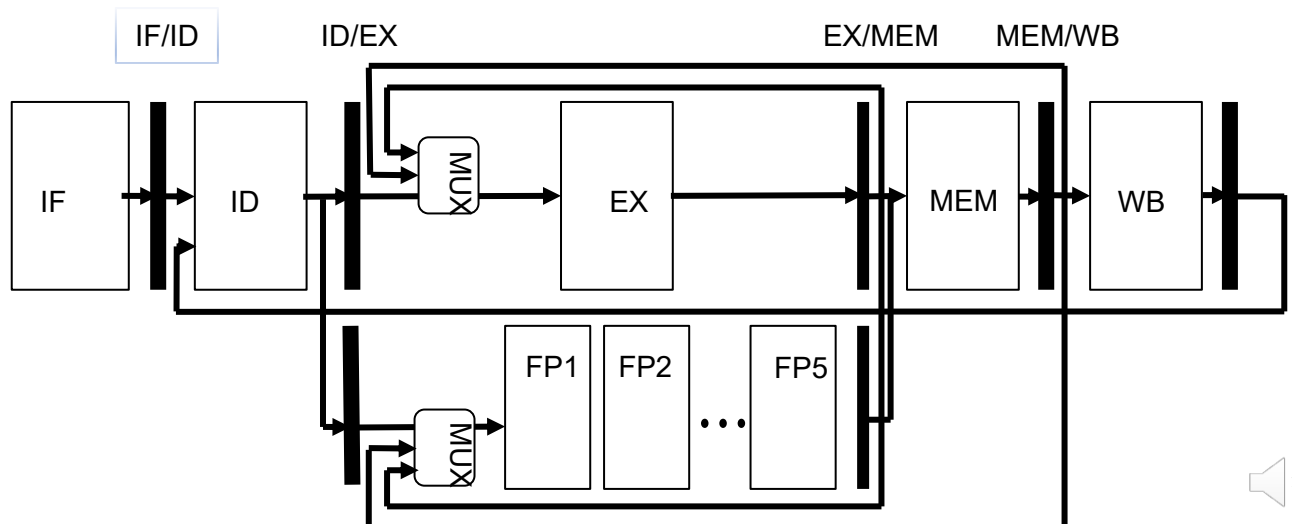 IF/ID
ID/EX
EX/MEM
MEM/WB
IF
ID
MUX
EX
MEM
WB
MUX
FP1
FP2
• • •
FP5